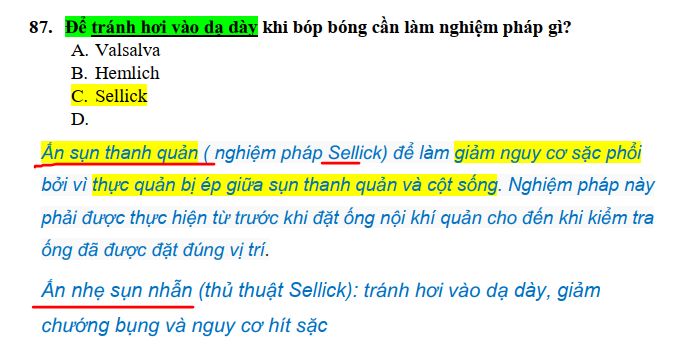 87. Để tránh hơi vào dạ dày khi bóp bóng cần làm nghiệm pháp gì?
A. Valsalva
B. Hemlich
C. Sellick
D.
Ấn sụn thanh quản ( nghiệm pháp Sellick) để làm giảm nguy cơ sặc phổi
bởi vì thực quản bị ép giữa sụn thanh quản và cột sống. Nghiệm pháp này
phải được thực hiện từ trước khi đặt ống nội khí quản cho đến khi kiểm tra
ống đã được đặt đúng vị trí.
Ấn nhẹ sụn nhẫn (thủ thuật Sellick): tránh hơi vào dạ dày, giảm
chướng bụng và nguy cơ hít sặc